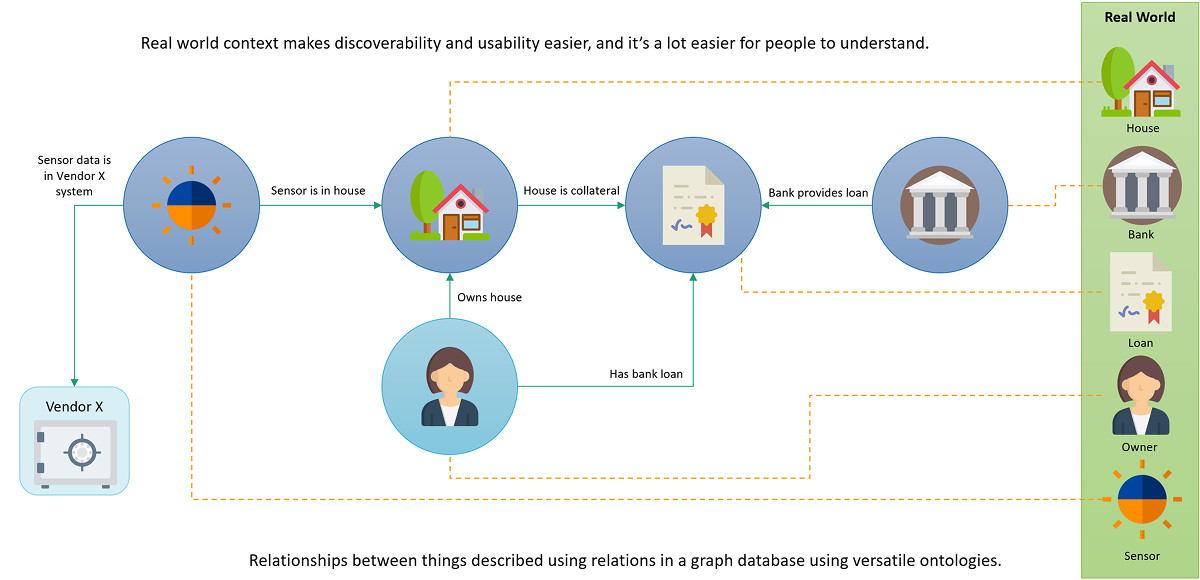 Real World
Real world context makes discoverability and usability easier, and it's a lot easier for people to understand.
House
Sensor data is
in Vendor X
system
Sensor is in house
House is collateral
Bank provides loan
Bank
Owns house
Loan
Has bank loan
Vendor X
Owner
Sensor
Relationships between things described using relations in a graph database using versatile ontologies.